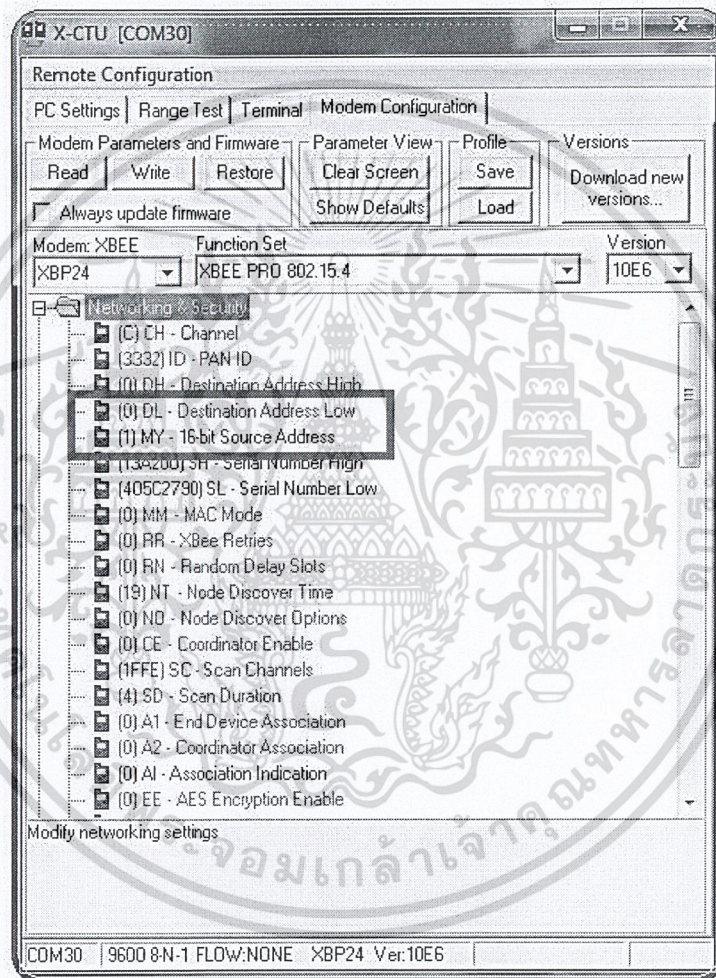 X-CTU [COM30]
Remote Configuration
PC Settings Range Test Terminal Modem Configuration
Modem Parameters and Firmware Parameter View Profile Versions
Read Write Restore Clear Screen Save Download new versions...
Always update firmware Show Defaults Load
Modem: XBEE Function Set Version
XBP24 XBEE PRO 802.15.4 10E6
Networking & Security
(C) CH - Channel
(3332) ID - PAN ID
(0) DH - Destination Address High
(0) DL - Destination Address Low
(1) MY - 16-bit Source Address
(13A200) SH - Serial Number High
(405C2790) SL - Serial Number Low
(0) MM - MAC Mode
(0) RR - XBee Retries
(0) RN - Random Delay Slots
(19) NT - Node Discover Time
(0) NO - Node Discover Options
(0) CE - Coordinator Enable
(1FFE) SC - Scan Channels
(4) SD - Scan Duration
(0) A1 - End Device Association
(0) A2 - Coordinator Association
(0) AI - Association Indication
(0) EE - AES Encryption Enable
Modify networking settings
COM30 9600 8-N-1 FLOW:NONE XBP24 Ver:10E6